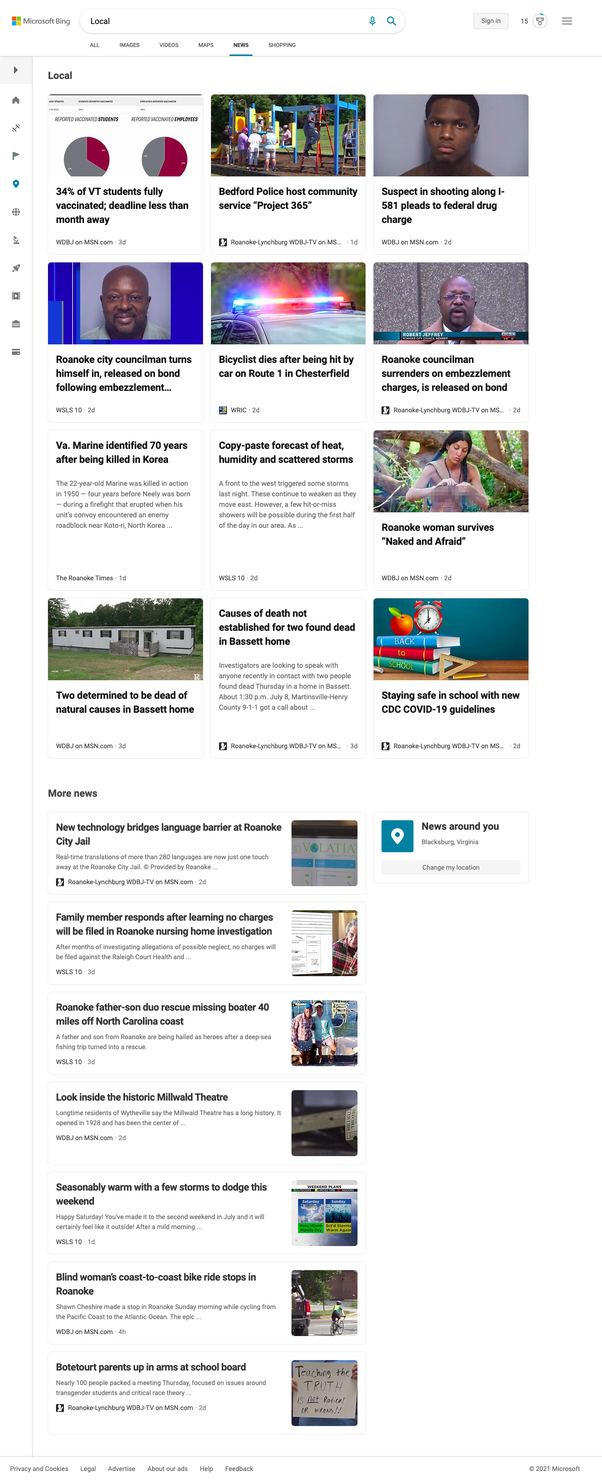 Microsoft Bing
Local
Sign in
15
ALL
IMAGES
VIDEOS
MAPS
NEWS
SHOPPING
Local
REPORTED VACCINATED STUDENTS
REPORTED VACCINATED EMPLOYEES
34% of VT students fully
vaccinated; deadline less than
month away
WDBJ on MSN.com · 3d
Bedford Police host community
service “Project 365”
Roanoke-Lynchburg WDBJ-TV on MS... · 1d
Suspect in shooting along I-
581 pleads to federal drug
charge
WDBJ on MSN.com · 2d
Roanoke city councilman turns
himself in, released on bond
following embezzlement…
WSLS 10 · 2d
Bicyclist dies after being hit by
car on Route 1 in Chesterfield
WRIC · 2d
ROBERT JEFFREY
Roanoke councilman
surrenders on embezzlement
charges, is released on bond
Roanoke-Lynchburg WDBJ-TV on MS... · 2d
Va. Marine identified 70 years
after being killed in Korea
The 22-year-old Marine was killed in action
in 1950 — four years before Neely was born
— during a firefight that erupted when his
unit's convoy encountered an enemy
roadblock near Koto-ri, North Korea ...
The Roanoke Times · 1d
Copy-paste forecast of heat,
humidity and scattered storms
A front to the west triggered some storms
last night. These continue to weaken as they
move east. However, a few hit-or-miss
showers will be possible during the first half
of the day in our area. As ...
WSLS 10 · 2d
Roanoke woman survives
“Naked and Afraid”
WDBJ on MSN.com · 2d
R
Two determined to be dead of
natural causes in Bassett home
WDBJ on MSN.com · 3d
Causes of death not
established for two found dead
in Bassett home
Investigators are looking to speak with
anyone recently in contact with two people
found dead Thursday in a home in Bassett.
About 1:30 p.m. July 8, Martinsville-Henry
County 9-1-1 got a call about ...
Roanoke-Lynchburg WDBJ-TV on MS... · 3d
BACK
TO
SCHOOL
Staying safe in school with new
CDC COVID-19 guidelines
Roanoke-Lynchburg WDBJ-TV on MS... · 2d
More news
New technology bridges language barrier at Roanoke
City Jail
Real-time translations of more than 280 languages are now just one touch
away at the Roanoke City Jail. © Provided by Roanoke ...
Roanoke-Lynchburg WDBJ-TV on MSN.com · 2d
VOLATIA
News around you
Blacksburg, Virginia
Change my location
Family member responds after learning no charges
will be filed in Roanoke nursing home investigation
After months of investigating allegations of possible neglect, no charges will
be filed against the Raleigh Court Health and ...
WSLS 10 · 3d
Roanoke father-son duo rescue missing boater 40
miles off North Carolina coast
A father and son from Roanoke are being hailed as heroes after a deep-sea
fishing trip turned into a rescue.
WSLS 10 · 3d
Look inside the historic Millwald Theatre
Longtime residents of Wytheville say the Millwald Theatre has a long history. It
opened in 1928 and has been the center of ...
WDBJ on MSN.com · 2d
Seasonably warm with a few storms to dodge this
weekend
Happy Saturday! You've made it to the second weekend in July and it will
certainly feel like it outside! After a mild morning ...
WSLS 10 · 1d
WEEKEND PLANS
Saturday
Sunday
Blind woman's coast-to-coast bike ride stops in
Roanoke
Shawn Cheshire made a stop in Roanoke Sunday morning while cycling from
the Pacific Coast to the Atlantic Ocean. The epic ...
WDBJ on MSN.com · 4h
Botetourt parents up in arms at school board
Nearly 100 people packed a meeting Thursday, focused on issues around
transgender students and critical race theory ...
Roanoke-Lynchburg WDBJ-TV on MSN.com · 2d
Teaching the
TRUTH
IS Not
OR WRONG!!
Privacy and Cookies
Legal
Advertise
About our ads
Help
Feedback
© 2021 Microsoft